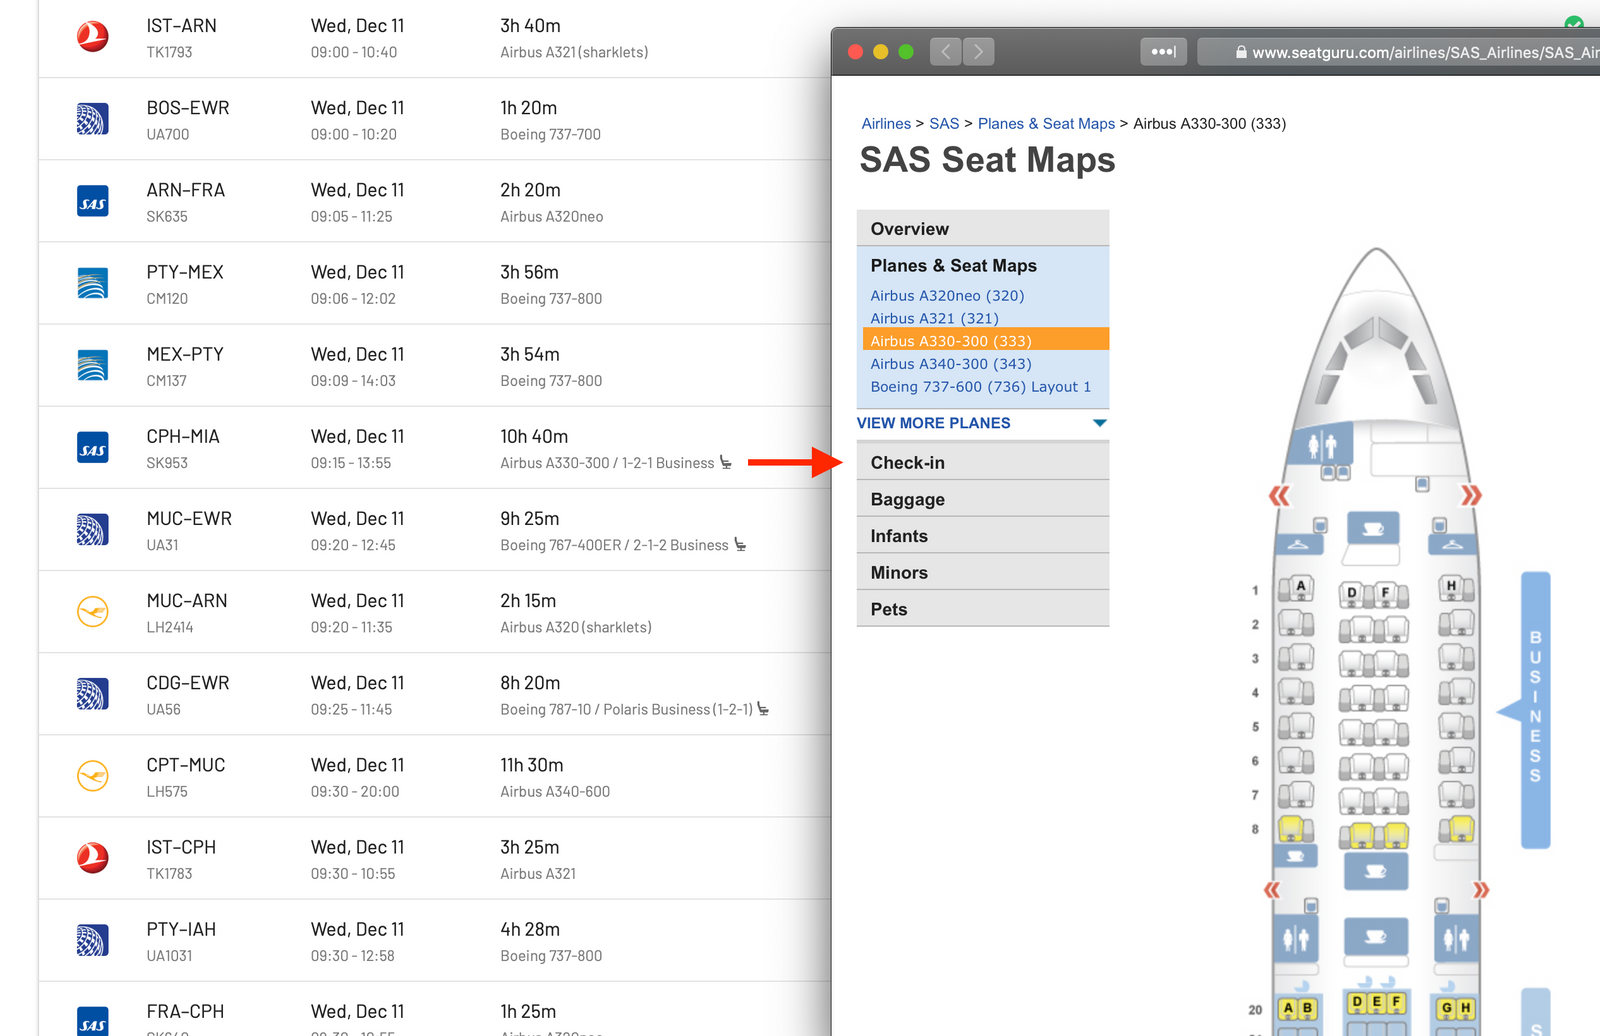 IST–ARN
Wed, Dec 11
3h 40m
TK1793
09:00 - 10:40
Airbus A321 (sharklets)
BOS–EWR
Wed, Dec 11
1h 20m
UA700
09:00 - 10:20
Boeing 737-700
SAS
ARN–FRA
Wed, Dec 11
2h 20m
SK635
09:05 - 11:25
Airbus A320neo
PTY–MEX
Wed, Dec 11
3h 56m
CM120
09:06 - 12:02
Boeing 737-800
MEX–PTY
Wed, Dec 11
3h 54m
CM137
09:09 - 14:03
Boeing 737-800
SAS
CPH–MIA
Wed, Dec 11
10h 40m
SK953
09:15 - 13:55
Airbus A330-300 / 1-2-1 Business
MUC–EWR
Wed, Dec 11
9h 25m
UA31
09:20 - 12:45
Boeing 767-400ER / 2-1-2 Business
MUC–ARN
Wed, Dec 11
2h 15m
LH2414
09:20 - 11:35
Airbus A320 (sharklets)
CDG–EWR
Wed, Dec 11
8h 20m
UA56
09:25 - 11:45
Boeing 787-10 / Polaris Business (1-2-1)
CPT–MUC
Wed, Dec 11
11h 30m
LH575
09:30 - 20:00
Airbus A340-600
IST–CPH
Wed, Dec 11
3h 25m
TK1783
09:30 - 10:55
Airbus A321
PTY–IAH
Wed, Dec 11
4h 28m
UA1031
09:30 - 12:58
Boeing 737-800
SAS
FRA–CPH
Wed, Dec 11
1h 25m
www.seatguru.com/airlines/SAS_Airlines/SAS_Air
Airlines > SAS > Planes & Seat Maps > Airbus A330-300 (333)
SAS Seat Maps
Overview
Planes & Seat Maps
Airbus A320neo (320)
Airbus A321 (321)
Airbus A330-300 (333)
Airbus A340-300 (343)
Boeing 737-600 (736) Layout 1
VIEW MORE PLANES
Check-in
Baggage
Infants
Minors
Pets
1 A D F H
2
3
4
5
6
7
8
BUSINESS
20 A B D E F G H
S